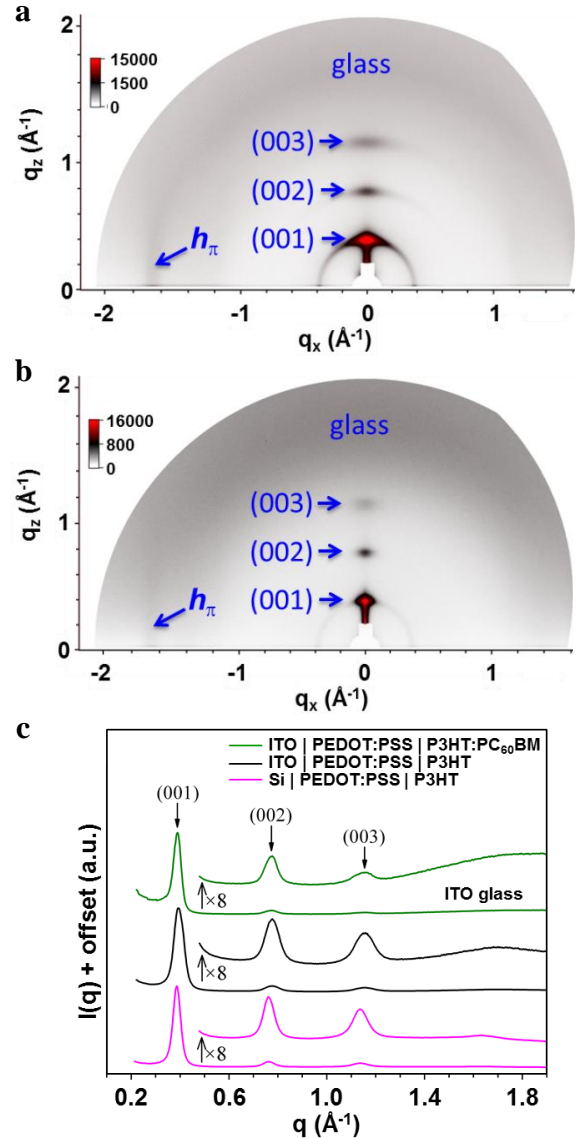 a
15000
1500
0
glass
(003)
(002)
(001)
hπ
qz (Å-1)
2
1
0
-2
-1
0
1
qx (Å-1)
b
16000
800
0
glass
(003)
(002)
(001)
hπ
qz (Å-1)
2
1
0
-2
-1
0
1
qx (Å-1)
c
ITO | PEDOT:PSS | P3HT:PC60BM
ITO | PEDOT:PSS | P3HT
Si | PEDOT:PSS | P3HT
(001)
(002)
(003)
ITO glass
×8
×8
×8
I(q) + offset (a.u.)
0.2
0.6
1.0
1.4
1.8
q (Å-1)